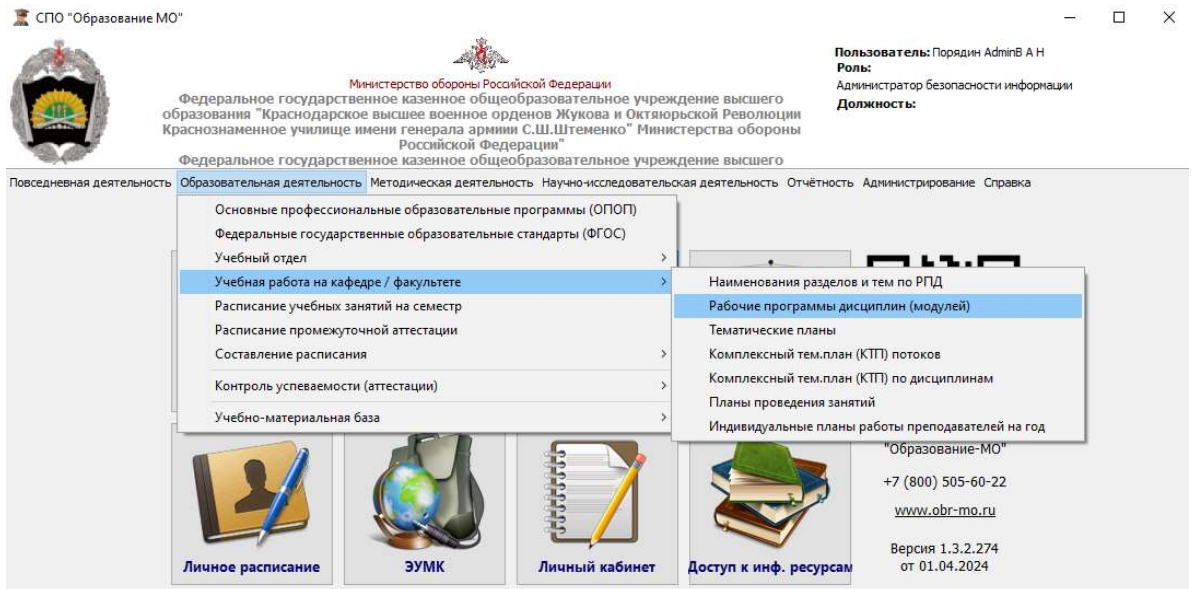 СПО "Образование МО"
Министерство обороны Российской Федерации
Федеральное государственное казенное общеобразовательное учреждение высшего
образования "Краснодарское высшее военное орденов Жукова и Октяюрьской Революции
Краснознаменное училище имени генерала армиии С.Ш.Штеменко" Министерства обороны
Российской Федерации"
Федеральное государственное казенное общеобразовательное учреждение высшего
Пользователь: Порядин AdminB А Н
Роль:
Администратор безопасности информации
Должность:
Повседневная деятельность Образовательная деятельность Методическая деятельность Научно-исследовательская деятельность Отчётность Администрирование Справка
Основные профессиональные образовательные программы (ОПОП)
Федеральные государственные образовательные стандарты (ФГОС)
Учебный отдел
Учебная работа на кафедре / факультете
Расписание учебных занятий на семестр
Расписание промежуточной аттестации
Составление расписания
Контроль успеваемости (аттестации)
Учебно-материальная база
Наименования разделов и тем по РПД
Рабочие программы дисциплин (модулей)
Тематические планы
Комплексный тем.план (КТП) потоков
Комплексный тем.план (КТП) по дисциплинам
Планы проведения занятий
Индивидуальные планы работы преподавателей на год
"Образование-МО"
+7 (800) 505-60-22
www.obr-mo.ru
Версия 1.3.2.274
от 01.04.2024
Личное расписание
ЭУМК
Личный кабинет
Доступ к инф. ресурсам